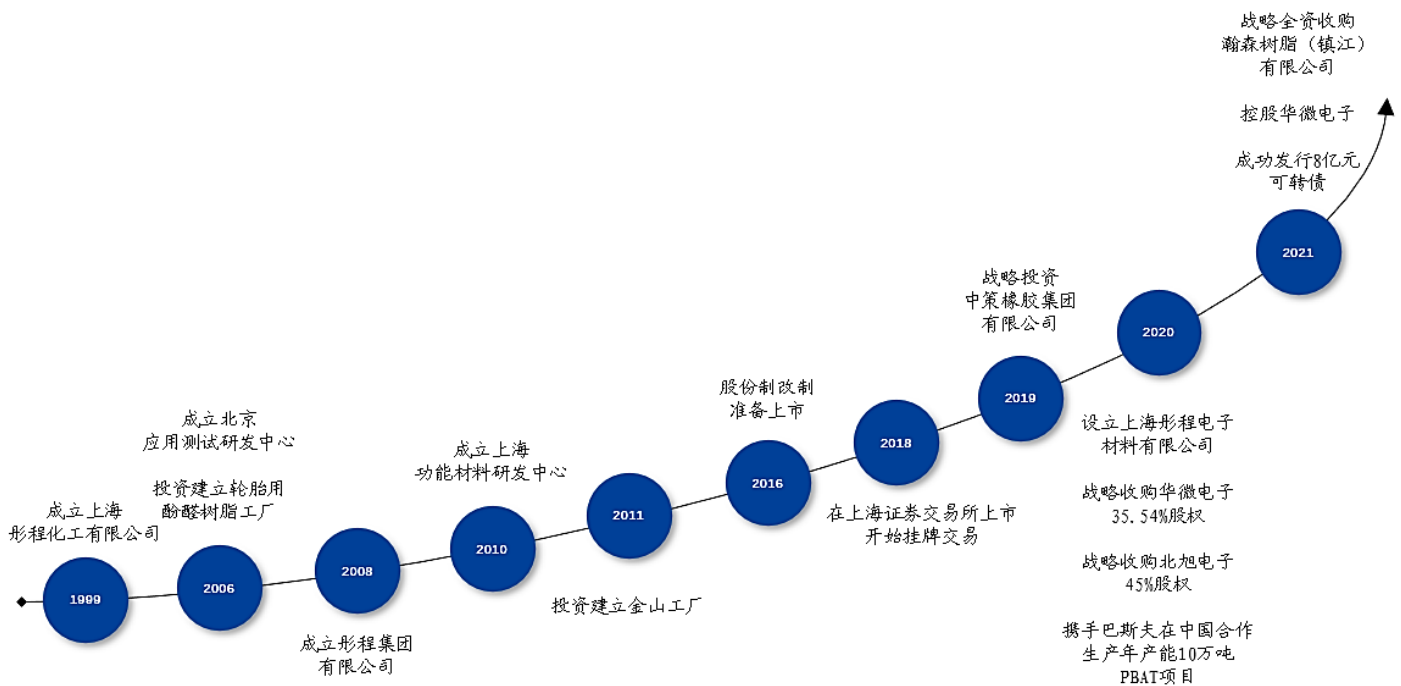 成立上海
彤程化工有限公司
1999
成立北京
应用测试研发中心
投资建立轮胎用
酚醛树脂工厂
2006
2008
成立彤程集团
有限公司
成立上海
功能材料研发中心
2010
2011
投资建立金山工厂
股份制改制
准备上市
2016
2018
在上海证券交易所上市
开始挂牌交易
战略投资
中策橡胶集团
有限公司
2019
2020
设立上海彤程电子
材料有限公司
战略收购华微电子
35.54%股权
战略收购北旭电子
45%股权
携手巴斯夫在中国合作
生产年产能10万吨
PBAT项目
战略全资收购
瀚森树脂（镇江）
有限公司
控股华微电子
成功发行8亿元
可转债
2021